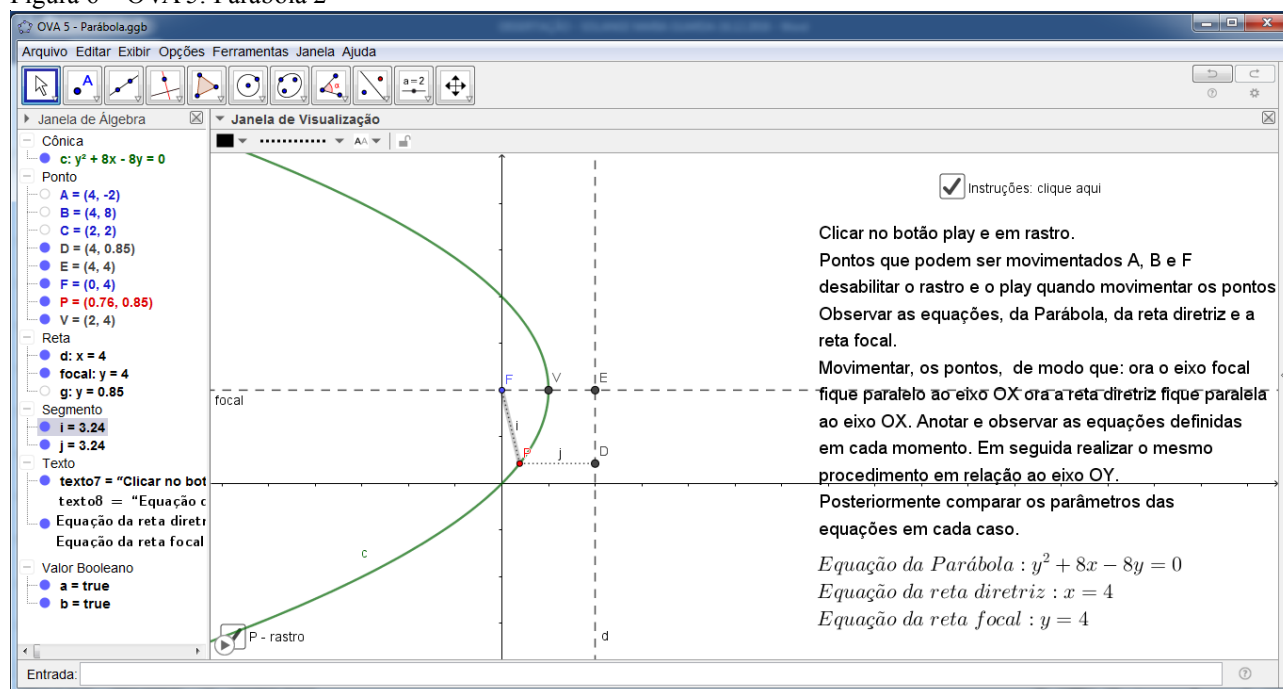 Figura 6 – OVA 5: Parábola 2
OVA 5 - Parábola.ggb
Arquivo Editar Exibir Opções Ferramentas Janela Ajuda
A
α
a=2
Janela de Álgebra
Janela de Visualização
AA
Cônica
c: y² + 8x - 8y = 0
Ponto
A = (4, -2)
B = (4, 8)
C = (2, 2)
D = (4, 0.85)
E = (4, 4)
F = (0, 4)
P = (0.76, 0.85)
V = (2, 4)
Reta
d: x = 4
focal: y = 4
g: y = 0.85
Segmento
i = 3.24
j = 3.24
Texto
texto7 = "Clicar no bot
texto8 = "Equação c
Equação da reta diretr
Equação da reta focal
Valor Booleano
a = true
b = true
focal
F
V
E
i
P
j
D
c
d
P - rastro
Instruções: clique aqui
Clicar no botão play e em rastro.
Pontos que podem ser movimentados A, B e F
desabilitar o rastro e o play quando movimentar os pontos
Observar as equações, da Parábola, da reta diretriz e a
reta focal.
Movimentar, os pontos, de modo que: ora o eixo focal
fique paralelo ao eixo OX ora a reta diretriz fique paralela
ao eixo OX. Anotar e observar as equações definidas
em cada momento. Em seguida realizar o mesmo
procedimento em relação ao eixo OY.
Posteriormente comparar os parâmetros das
equações em cada caso.
Equação da Parábola : y² + 8x − 8y = 0
Equação da reta diretriz : x = 4
Equação da reta focal : y = 4
Entrada: